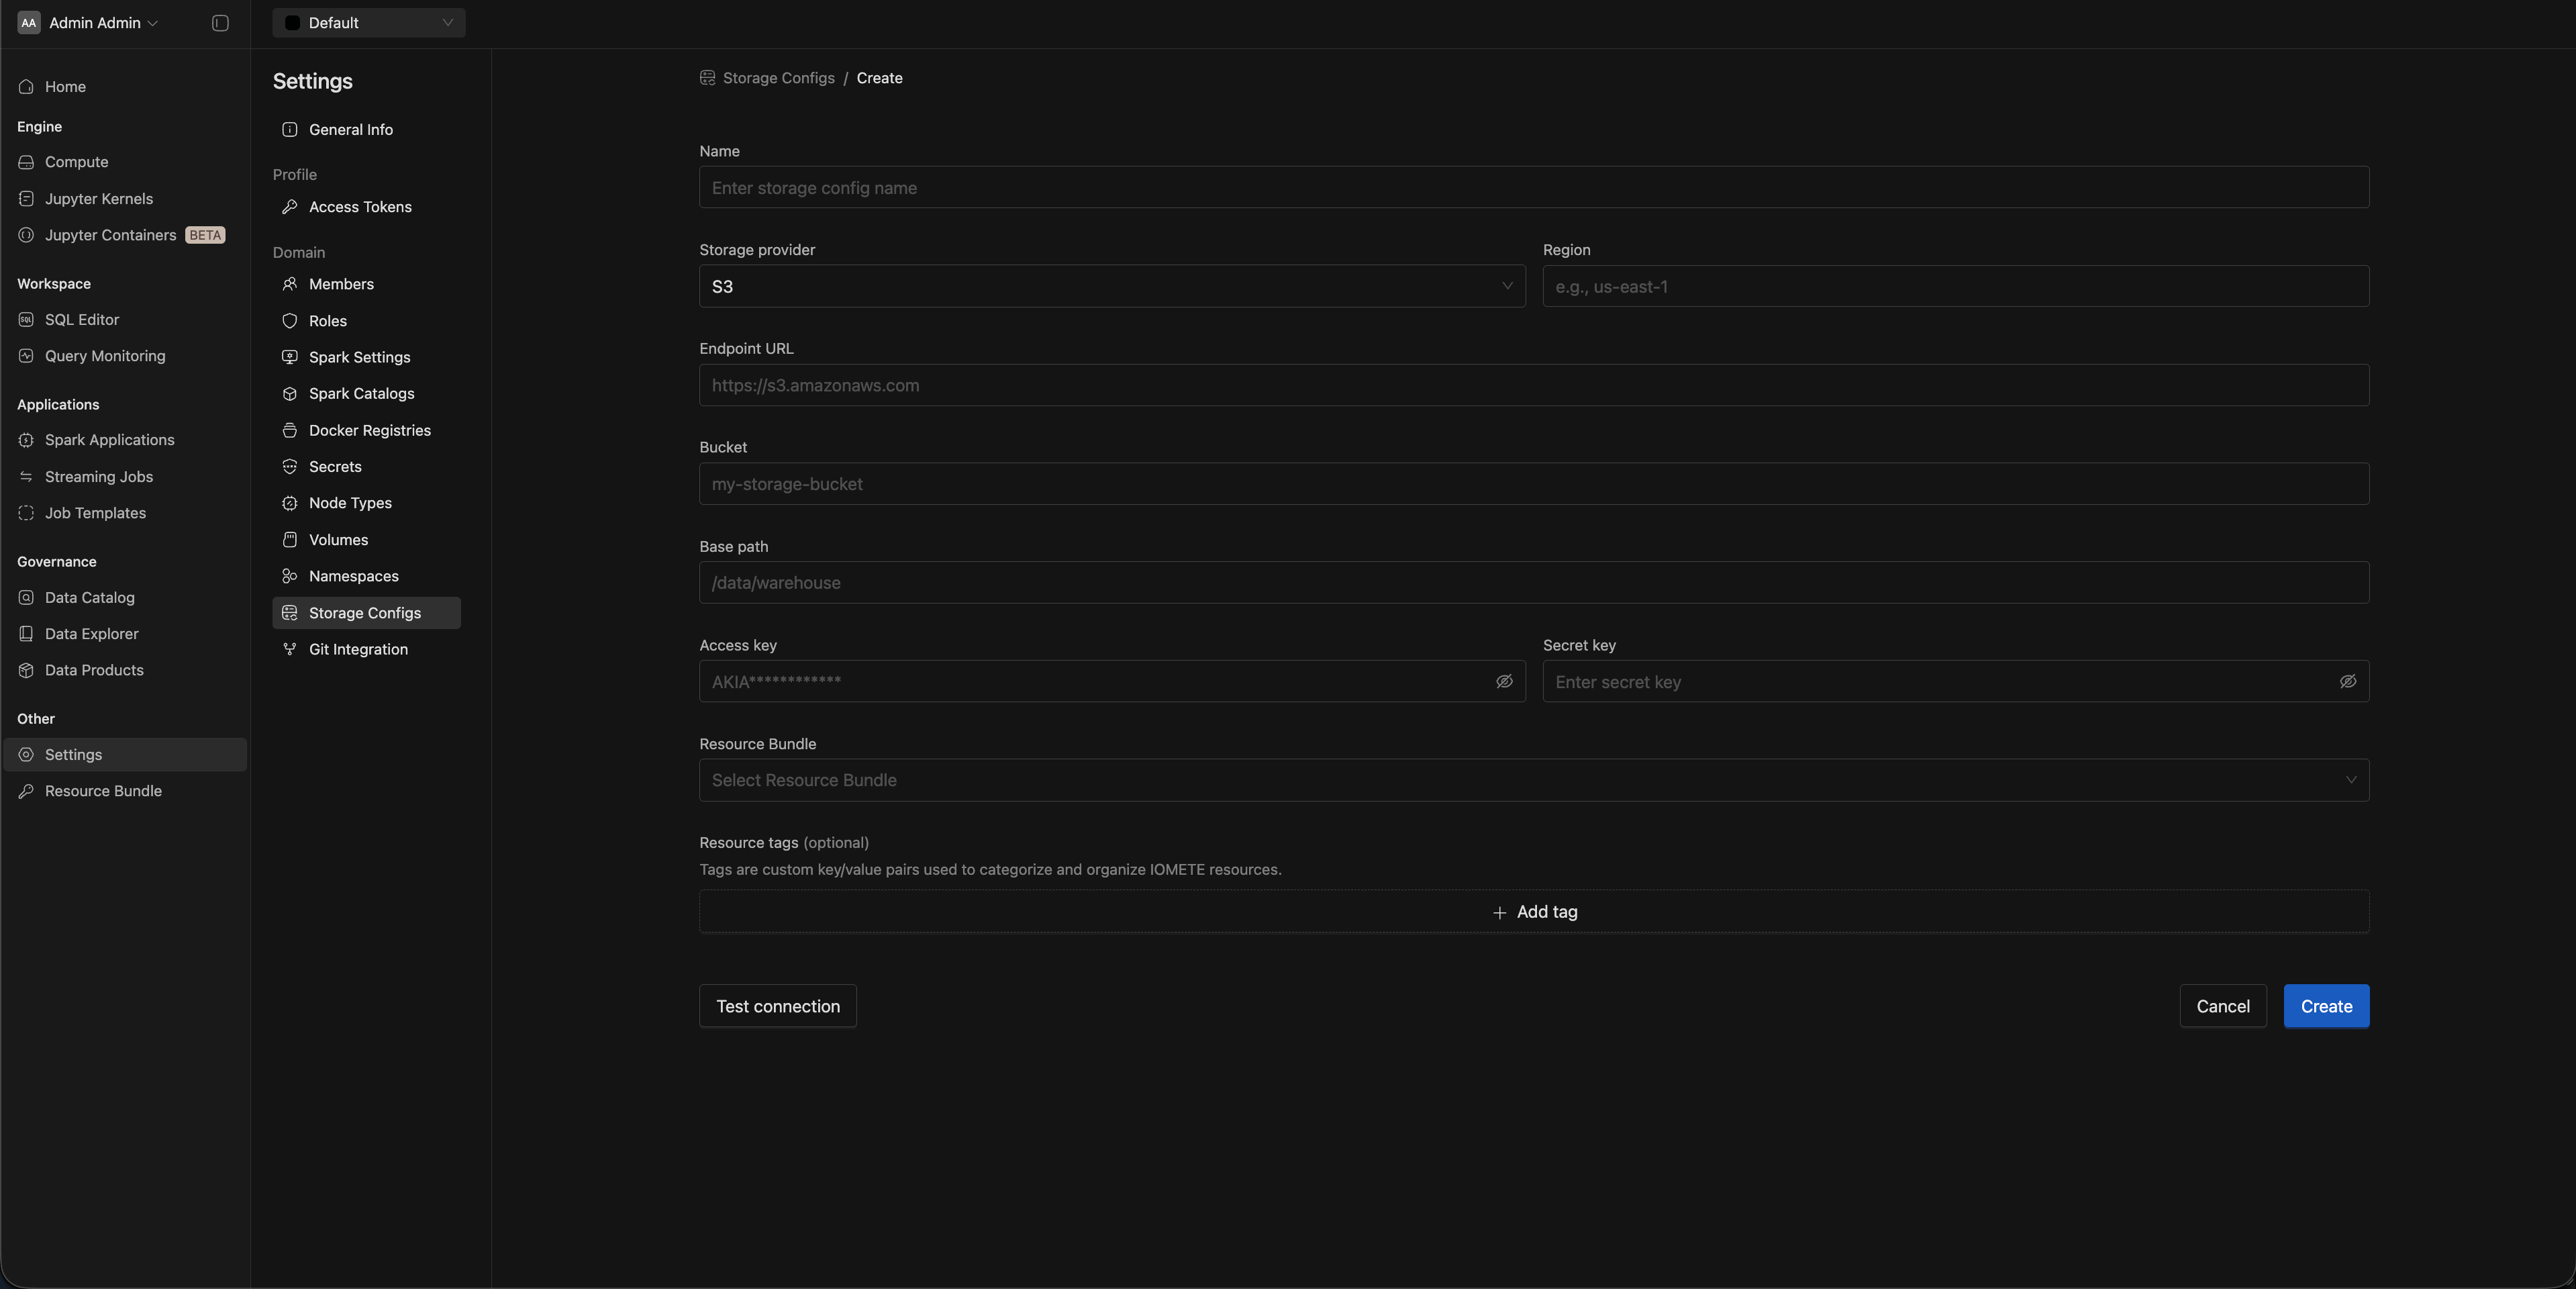 AA Admin Admin
Default
Home
Engine
Compute
Jupyter Kernels
Jupyter Containers BETA
Workspace
SQL Editor
Query Monitoring
Applications
Spark Applications
Streaming Jobs
Job Templates
Governance
Data Catalog
Data Explorer
Data Products
Other
Settings
Resource Bundle
Settings
General Info
Profile
Access Tokens
Domain
Members
Roles
Spark Settings
Spark Catalogs
Docker Registries
Secrets
Node Types
Volumes
Namespaces
Storage Configs
Git Integration
Storage Configs / Create
Name
Enter storage config name
Storage provider
S3
Region
e.g., us-east-1
Endpoint URL
https://s3.amazonaws.com
Bucket
my-storage-bucket
Base path
/data/warehouse
Access key
AKIA************
Secret key
Enter secret key
Resource Bundle
Select Resource Bundle
Resource tags (optional)
Tags are custom key/value pairs used to categorize and organize IOMETE resources.
+ Add tag
Test connection
Cancel
Create